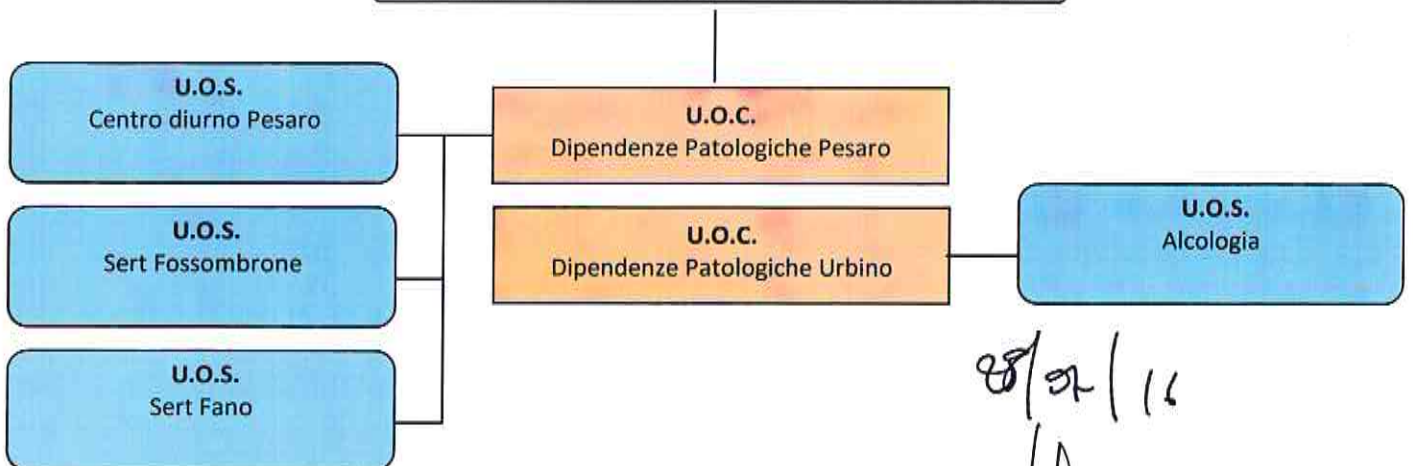 U.O.S.
Centro diurno Pesaro
U.O.C.
Dipendenze Patologiche Pesaro
U.O.S.
Sert Fossombrone
U.O.C.
Dipendenze Patologiche Urbino
U.O.S.
Alcologia
U.O.S.
Sert Fano